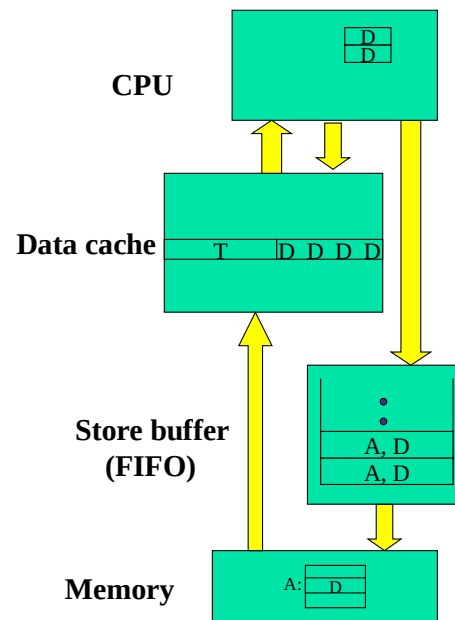 D
D
CPU
Data cache
T D D D D
Store buffer
(FIFO)
A, D
A, D
Memory
A: D